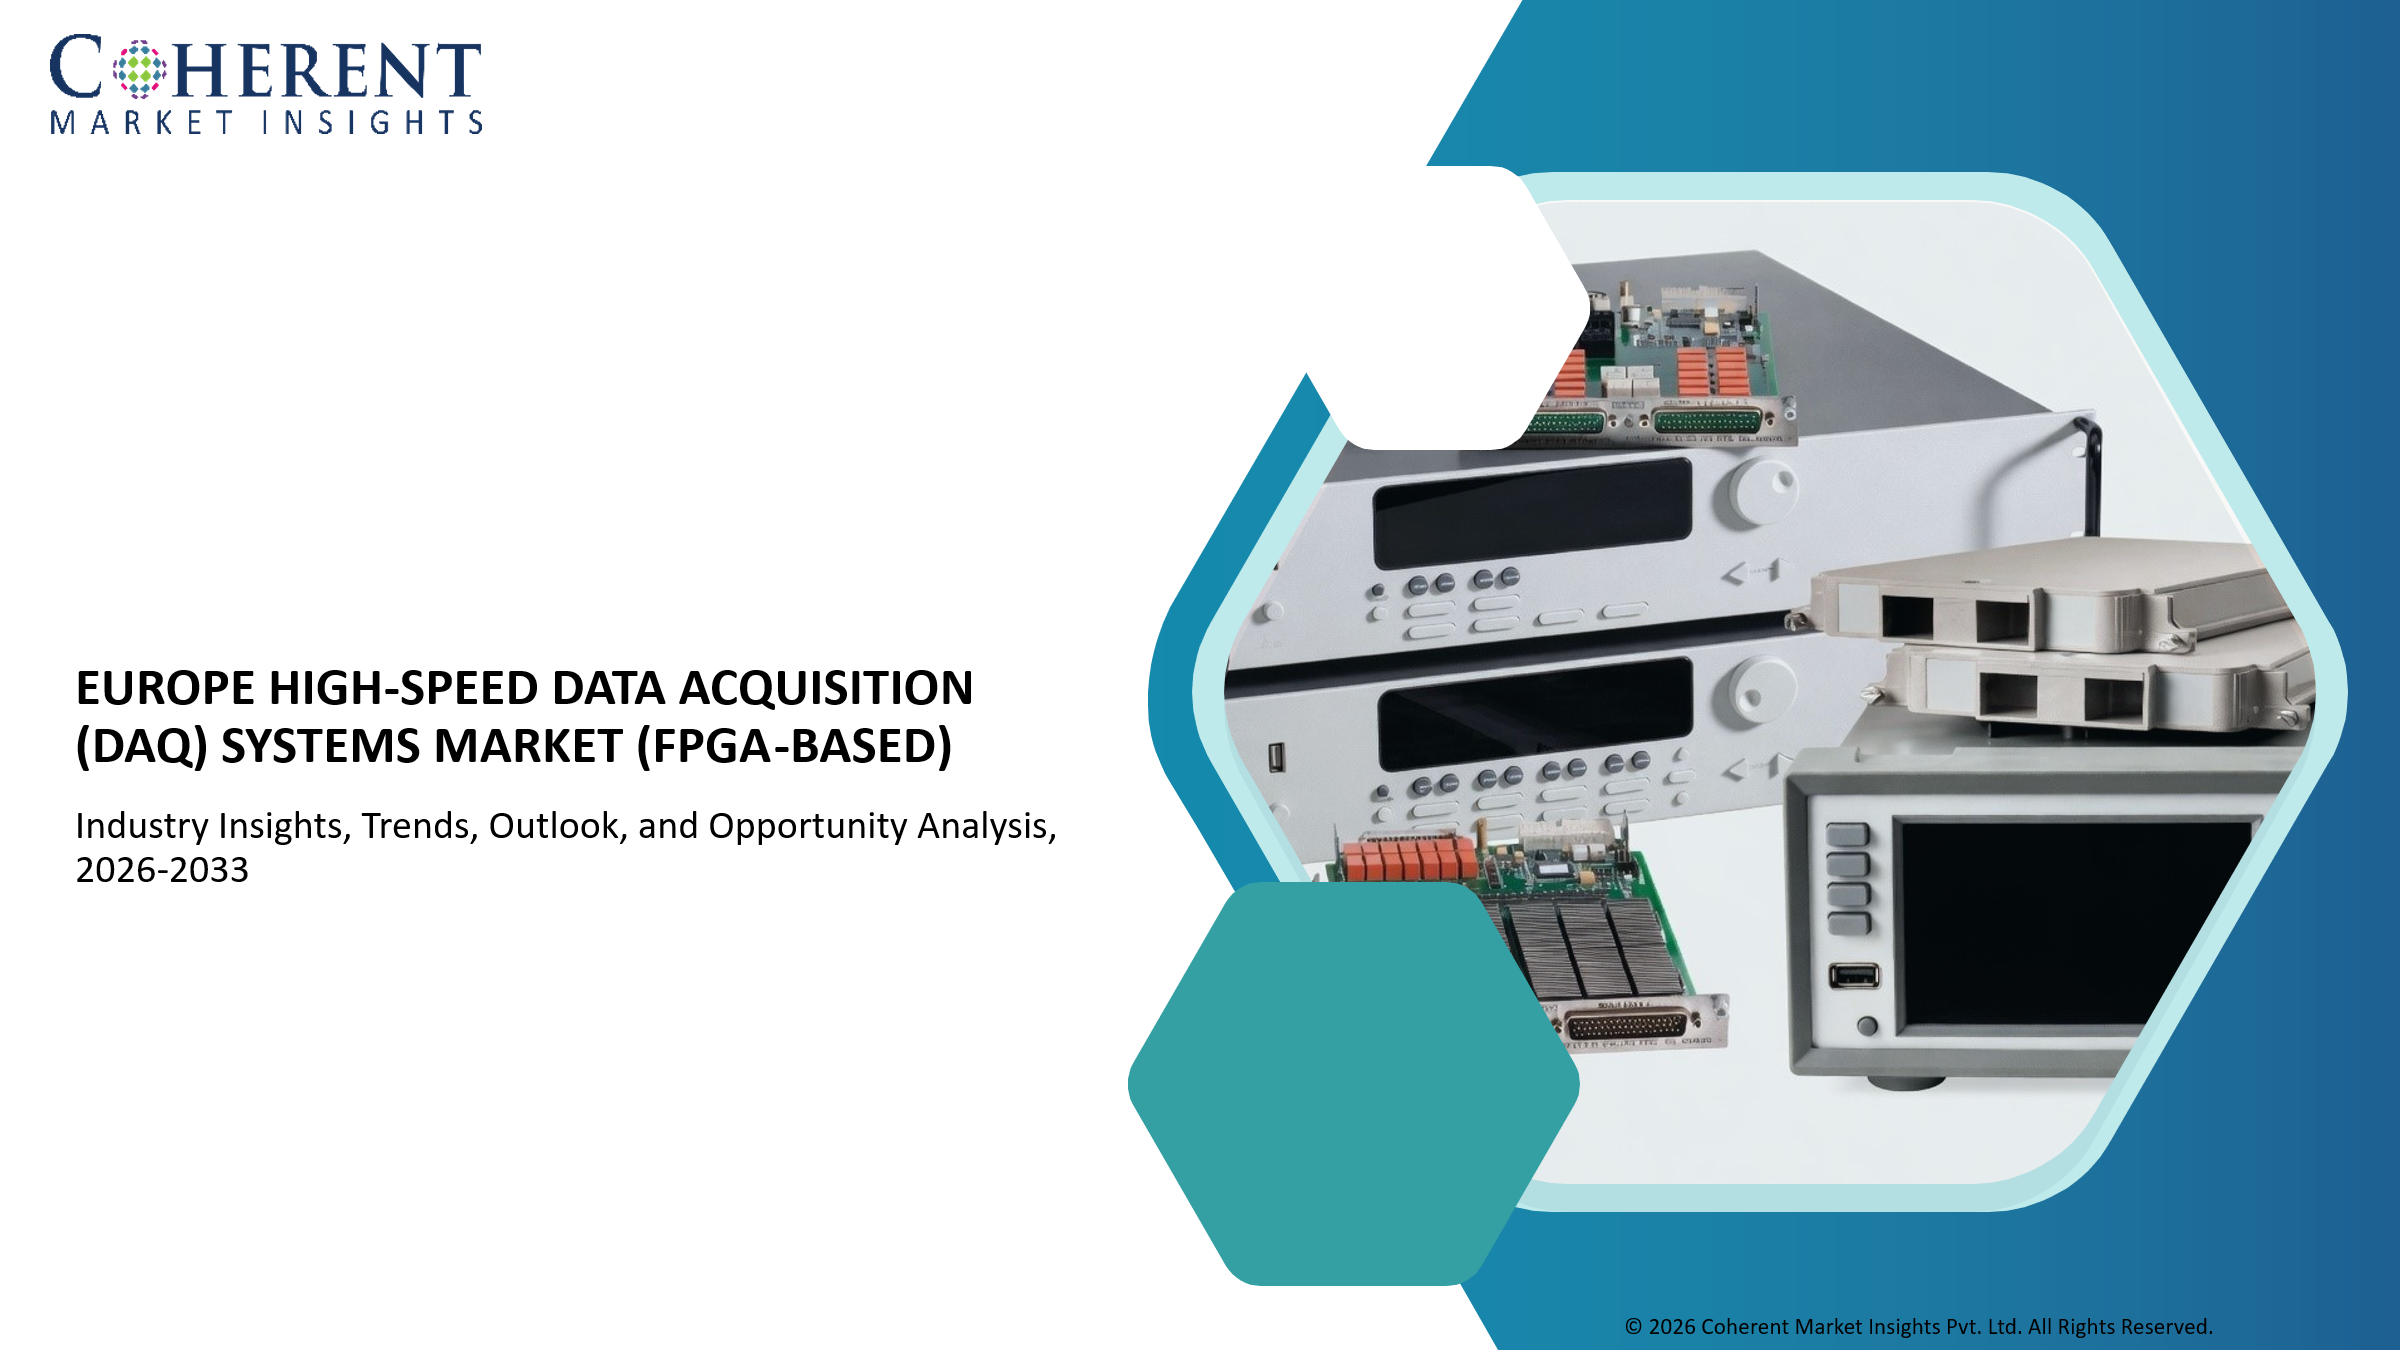 COHERENT
MARKET INSIGHTS
EUROPE HIGH-SPEED DATA ACQUISITION
(DAQ) SYSTEMS MARKET (FPGA-BASED)
Industry Insights, Trends, Outlook, and Opportunity Analysis,
2026-2033
© 2026 Coherent Market Insights Pvt. Ltd. All Rights Reserved.